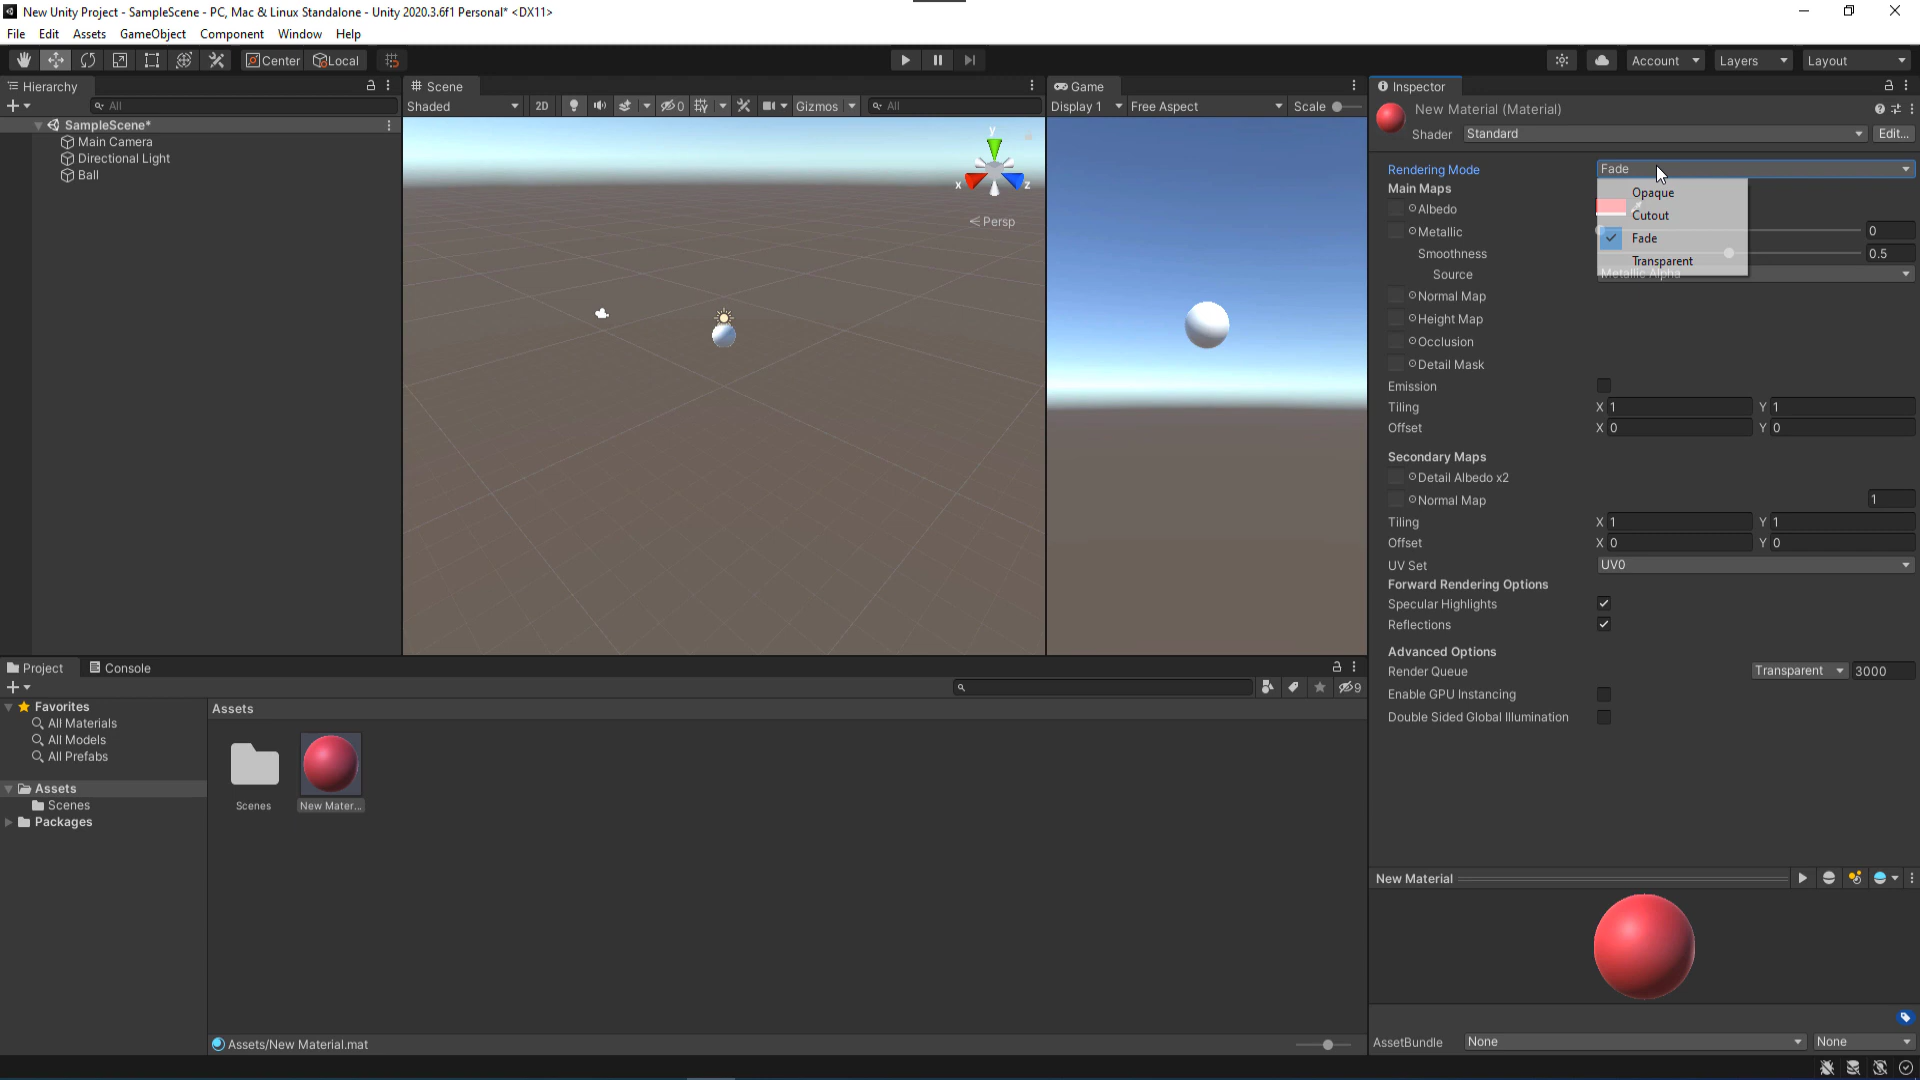 New Unity Project - SampleScene - PC, Mac & Linux Standalone - Unity 2020.3.6f1 Personal* <DX11>
File Edit Assets GameObject Component Window Help
Center Local Account Layers Layout
Hierarchy
All
SampleScene*
Main Camera
Directional Light
Ball
Scene
Shaded 2D 0 Gizmos All
y
x z
Persp
Game
Display 1 Free Aspect Scale
Inspector
New Material (Material)
Shader Standard Edit...
Rendering Mode Fade
Opaque
Cutout
Fade
Transparent
Main Maps
Albedo
Metallic 0
Smoothness 0.5
Source Metallic Alpha
Normal Map
Height Map
Occlusion
Detail Mask
Emission
Tiling X 1 Y 1
Offset X 0 Y 0
Secondary Maps
Detail Albedo x2
Normal Map 1
Tiling X 1 Y 1
Offset X 0 Y 0
UV Set UV0
Forward Rendering Options
Specular Highlights
Reflections
Advanced Options
Render Queue Transparent 3000
Enable GPU Instancing
Double Sided Global Illumination
Project Console
9
Favorites
All Materials
All Models
All Prefabs
Assets
Scenes
Packages
Assets
Scenes New Mater...
Assets/New Material.mat
New Material
AssetBundle None None